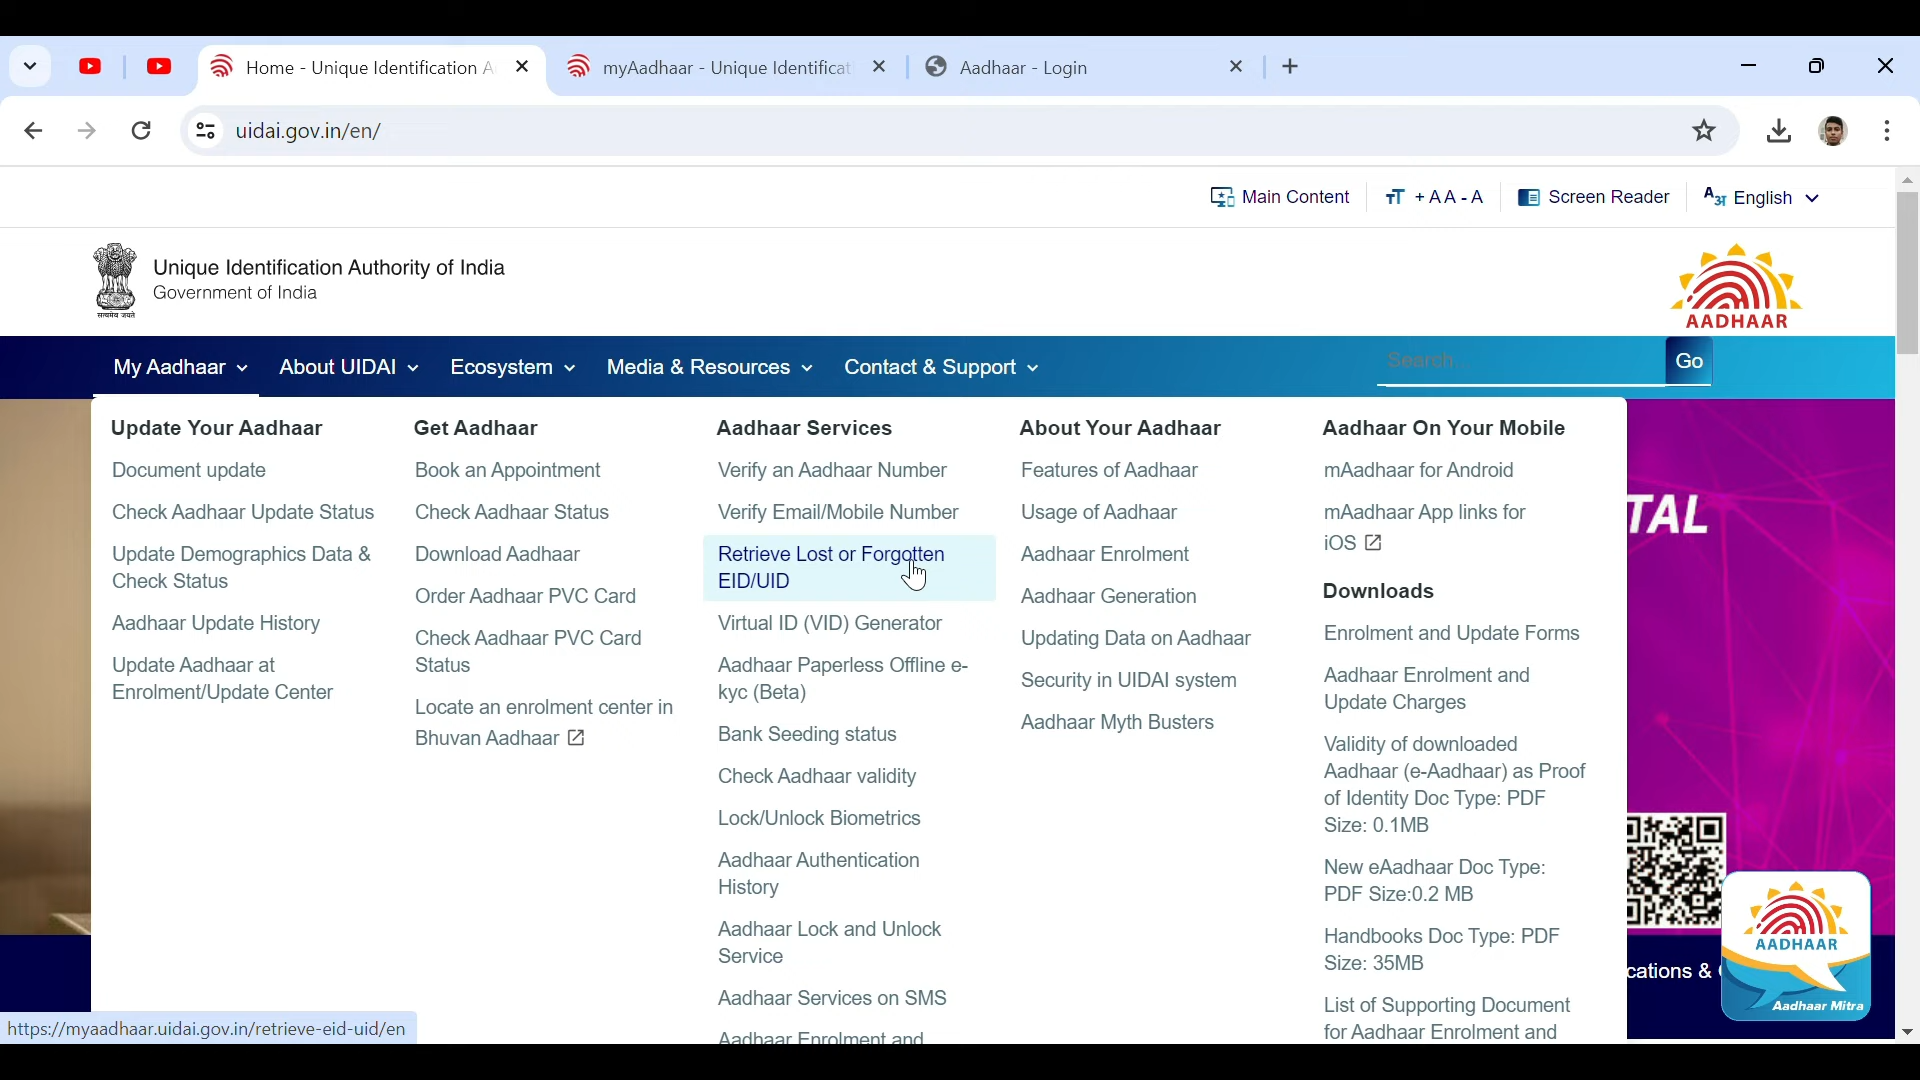 Home - Unique Identification A
myAadhaar - Unique Identificat
Aadhaar - Login
uidai.gov.in/en/
Main Content
+A A -A
Screen Reader
English
Unique Identification Authority of India
Government of India
सत्यमेव जयते
AADHAAR
My Aadhaar
About UIDAI
Ecosystem
Media & Resources
Contact & Support
Search...
Go
Update Your Aadhaar
Document update
Check Aadhaar Update Status
Update Demographics Data &
Check Status
Aadhaar Update History
Update Aadhaar at
Enrolment/Update Center
Get Aadhaar
Book an Appointment
Check Aadhaar Status
Download Aadhaar
Order Aadhaar PVC Card
Check Aadhaar PVC Card
Status
Locate an enrolment center in
Bhuvan Aadhaar
Aadhaar Services
Verify an Aadhaar Number
Verify Email/Mobile Number
Retrieve Lost or Forgotten
EID/UID
Virtual ID (VID) Generator
Aadhaar Paperless Offline e-
kyc (Beta)
Bank Seeding status
Check Aadhaar validity
Lock/Unlock Biometrics
Aadhaar Authentication
History
Aadhaar Lock and Unlock
Service
Aadhaar Services on SMS
Aadhaar Enrolment and
About Your Aadhaar
Features of Aadhaar
Usage of Aadhaar
Aadhaar Enrolment
Aadhaar Generation
Updating Data on Aadhaar
Security in UIDAI system
Aadhaar Myth Busters
Aadhaar On Your Mobile
mAadhaar for Android
mAadhaar App links for
iOS
Downloads
Enrolment and Update Forms
Aadhaar Enrolment and
Update Charges
Validity of downloaded
Aadhaar (e-Aadhaar) as Proof
of Identity Doc Type: PDF
Size: 0.1MB
New eAadhaar Doc Type:
PDF Size:0.2 MB
Handbooks Doc Type: PDF
Size: 35MB
List of Supporting Document
for Aadhaar Enrolment and
TAL
cations &
AADHAAR
Aadhaar Mitra
https://myaadhaar.uidai.gov.in/retrieve-eid-uid/en